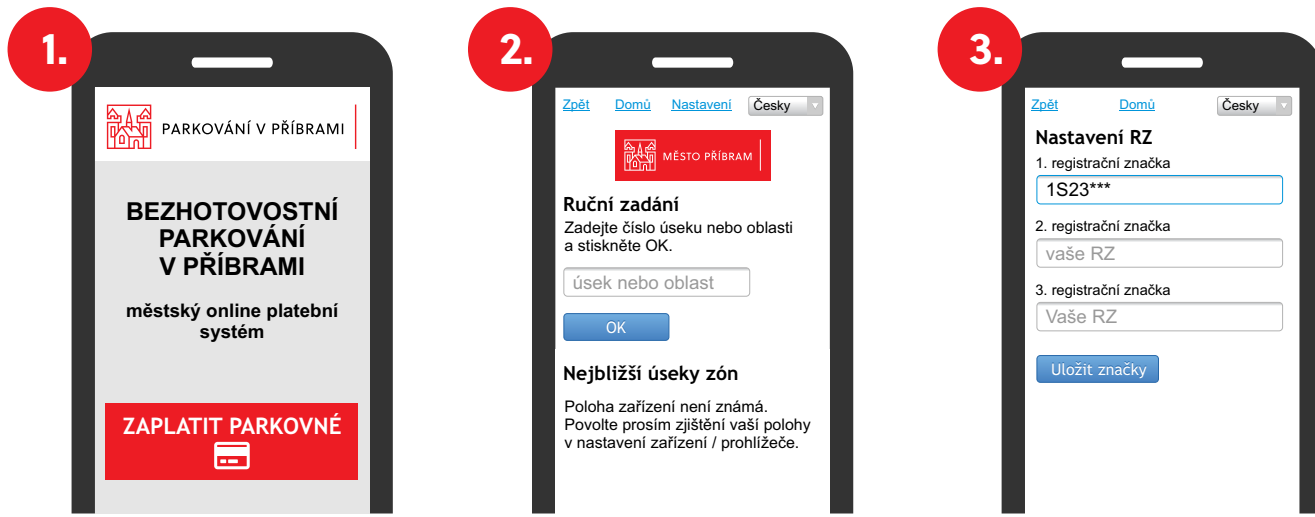 1.
PARKOVÁNÍ V PŘÍBRAMI
BEZHOTOVOSTNÍ
PARKOVÁNÍ
V PŘÍBRAMI
městský online platební
systém
ZAPLATIT PARKOVNÉ
2.
Zpět Domů Nastavení Česky
MĚSTO PŘÍBRAM
Ruční zadání
Zadejte číslo úseku nebo oblasti
a stiskněte OK.
úsek nebo oblast
OK
Nejbližší úseky zón
Poloha zařízení není známá.
Povolte prosím zjištění vaší polohy
v nastavení zařízení / prohlížeče.
3.
Zpět Domů Česky
Nastavení RZ
1. registrační značka
1S23***
2. registrační značka
vaše RZ
3. registrační značka
Vaše RZ
Uložit značky